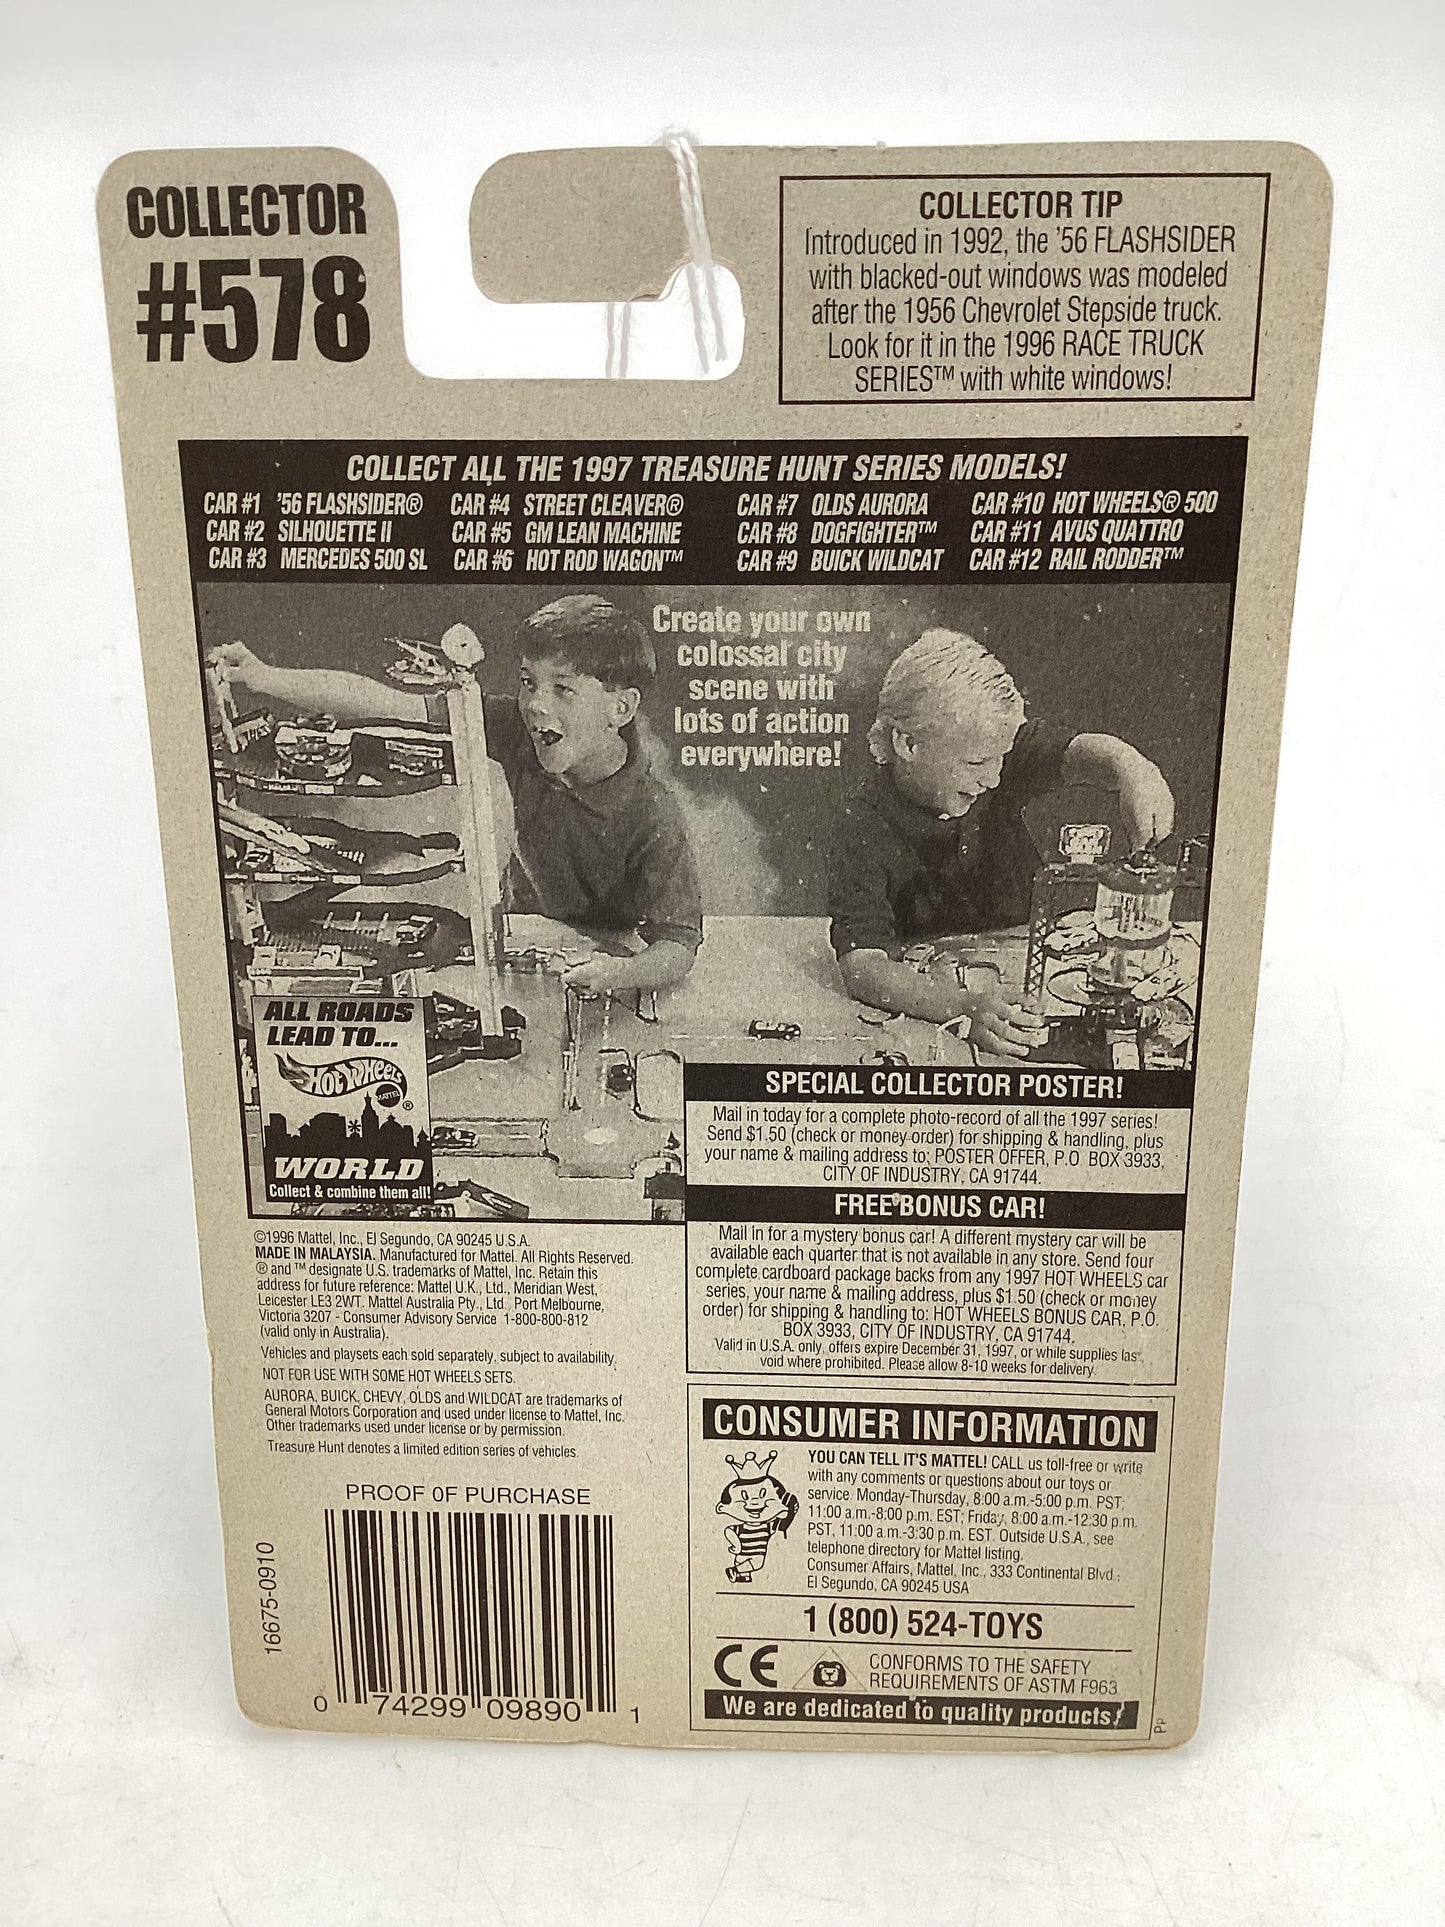 COLLECTOR
#578
COLLECTOR TIP
Introduced in 1992, the '56 FLASHSIDER
with blacked-out windows was modeled
after the 1956 Chevrolet Stepside truck.
Look for it in the 1996 RACE TRUCK
SERIES™ with white windows!
COLLECT ALL THE 1997 TREASURE HUNT SERIES MODELS!
CAR #1 '56 FLASHSIDER® CAR #4 STREET CLEAVER® CAR #7 OLDS AURORA CAR #10 HOT WHEELS® 500
CAR #2 SILHOUETTE II CAR #5 GM LEAN MACHINE CAR #8 DOGFIGHTER™ CAR #11 AVUS QUATTRO
CAR #3 MERCEDES 500 SL CAR #6 HOT ROD WAGON™ CAR #9 BUICK WILDCAT CAR #12 RAIL RODDER™
Create your own
colossal city
scene with
lots of action
everywhere!
ALL ROADS
LEAD TO...
HOT WHEELS
MATTEL ®
WORLD
Collect & combine them all!
SPECIAL COLLECTOR POSTER!
Mail in today for a complete photo-record of all the 1997 series!
Send $1.50 (check or money order) for shipping & handling, plus
your name & mailing address to: POSTER OFFER, P.O. BOX 3933,
CITY OF INDUSTRY, CA 91744.
FREE BONUS CAR!
Mail in for a mystery bonus car! A different mystery car will be
available each quarter that is not available in any store. Send four
complete cardboard package backs from any 1997 HOT WHEELS car
series, your name & mailing address, plus $1.50 (check or money
order) for shipping & handling to: HOT WHEELS BONUS CAR, P.O.
BOX 3933, CITY OF INDUSTRY, CA 91744.
Valid in U.S.A. only, offers expire December 31, 1997, or while supplies last,
void where prohibited. Please allow 8-10 weeks for delivery.
©1996 Mattel, Inc., El Segundo, CA 90245 U.S.A.
MADE IN MALAYSIA. Manufactured for Mattel. All Rights Reserved.
® and ™ designate U.S. trademarks of Mattel, Inc. Retain this
address for future reference: Mattel U.K., Ltd., Meridian West,
Leicester LE3 2WT. Mattel Australia Pty., Ltd. Port Melbourne,
Victoria 3207 - Consumer Advisory Service 1-800-800-812
(valid only in Australia).
Vehicles and playsets each sold separately, subject to availability.
NOT FOR USE WITH SOME HOT WHEELS SETS.
AURORA, BUICK, CHEVY, OLDS and WILDCAT are trademarks of
General Motors Corporation and used under license to Mattel, Inc.
Other trademarks used under license or by permission.
Treasure Hunt denotes a limited edition series of vehicles.
PROOF OF PURCHASE
16675-0910
0 74299 09890 1
CONSUMER INFORMATION
YOU CAN TELL IT'S MATTEL! CALL us toll-free or write
with any comments or questions about our toys or
service. Monday-Thursday, 8:00 a.m.-5:00 p.m. PST;
11:00 a.m.-8:00 p.m. EST; Friday, 8:00 a.m.-12:30 p.m.
PST, 11:00 a.m.-3:30 p.m. EST. Outside U.S.A., see
telephone directory for Mattel listing.
Consumer Affairs, Mattel, Inc., 333 Continental Blvd.;
El Segundo, CA 90245 USA
1 (800) 524-TOYS
CE
CONFORMS TO THE SAFETY
REQUIREMENTS OF ASTM F963
We are dedicated to quality products!
PP